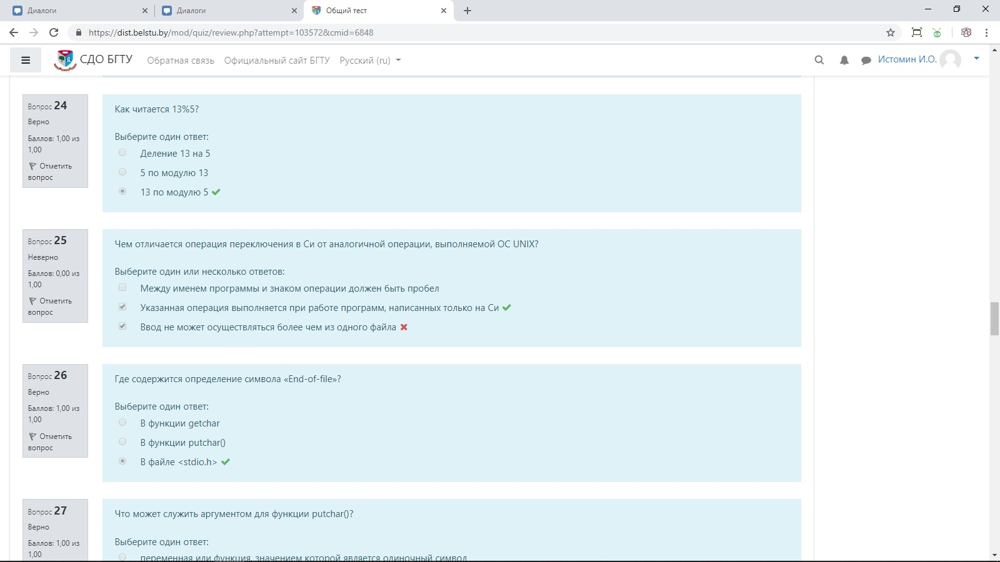 Диалоги
Диалоги
Общий тест
https://dist.belstu.by/mod/quiz/review.php?attempt=103572&cmid=6848
СДО БГТУ
Обратная связь
Официальный сайт БГТУ
Русский (ru)
Истомин И.О.
Вопрос 24
Верно
Баллов: 1,00 из
1,00
Отметить
вопрос
Как читается 13%5?
Выберите один ответ:
Деление 13 на 5
5 по модулю 13
13 по модулю 5
Вопрос 25
Неверно
Баллов: 0,00 из
1,00
Отметить
вопрос
Чем отличается операция переключения в Си от аналогичной операции, выполняемой ОС UNIX?
Выберите один или несколько ответов:
Между именем программы и знаком операции должен быть пробел
Указанная операция выполняется при работе программ, написанных только на Си
Ввод не может осуществляться более чем из одного файла
Вопрос 26
Верно
Баллов: 1,00 из
1,00
Отметить
вопрос
Где содержится определение символа «End-of-file»?
Выберите один ответ:
В функции getchar
В функции putchar()
В файле <stdio.h>
Вопрос 27
Верно
Баллов: 1,00 из
1,00
Что может служить аргументом для функции putchar()?
Выберите один ответ:
переменная или функция, значением которой является одиночный символ